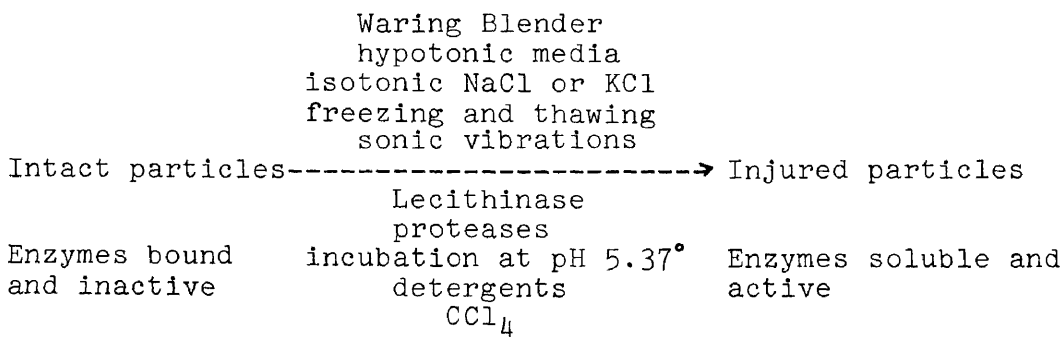 Waring Blender
hypotonic media
isotonic NaCl or KCl
freezing and thawing
sonic vibrations
Intact particles------------------------→ Injured particles
Lecithinase
proteases
Enzymes bound incubation at pH 5.37° Enzymes soluble and
and inactive detergents active
CCl₄